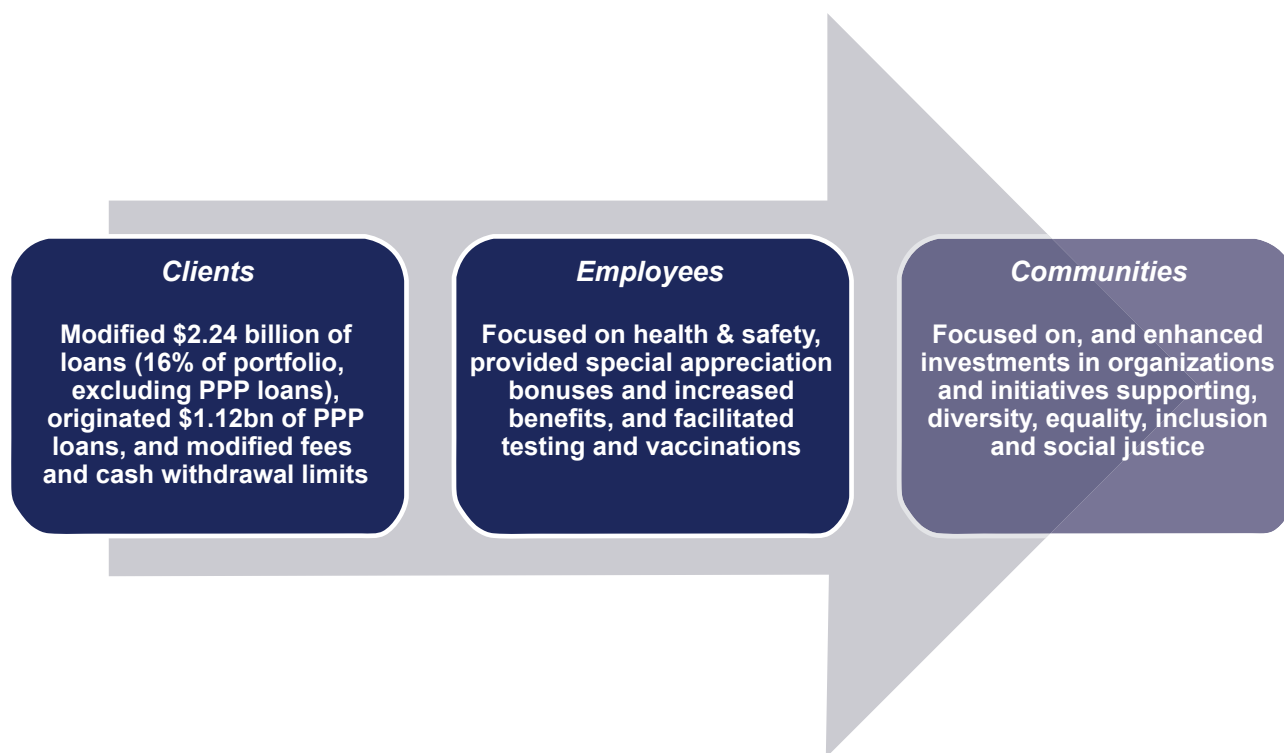 Clients
Modified $2.24 billion of
loans (16% of portfolio,
excluding PPP loans),
originated $1.12bn of PPP
loans, and modified fees
and cash withdrawal limits
Employees
Focused on health & safety,
provided special appreciation
bonuses and increased
benefits, and facilitated
testing and vaccinations
Communities
Focused on, and enhanced
investments in organizations
and initiatives supporting,
diversity, equality, inclusion
and social justice